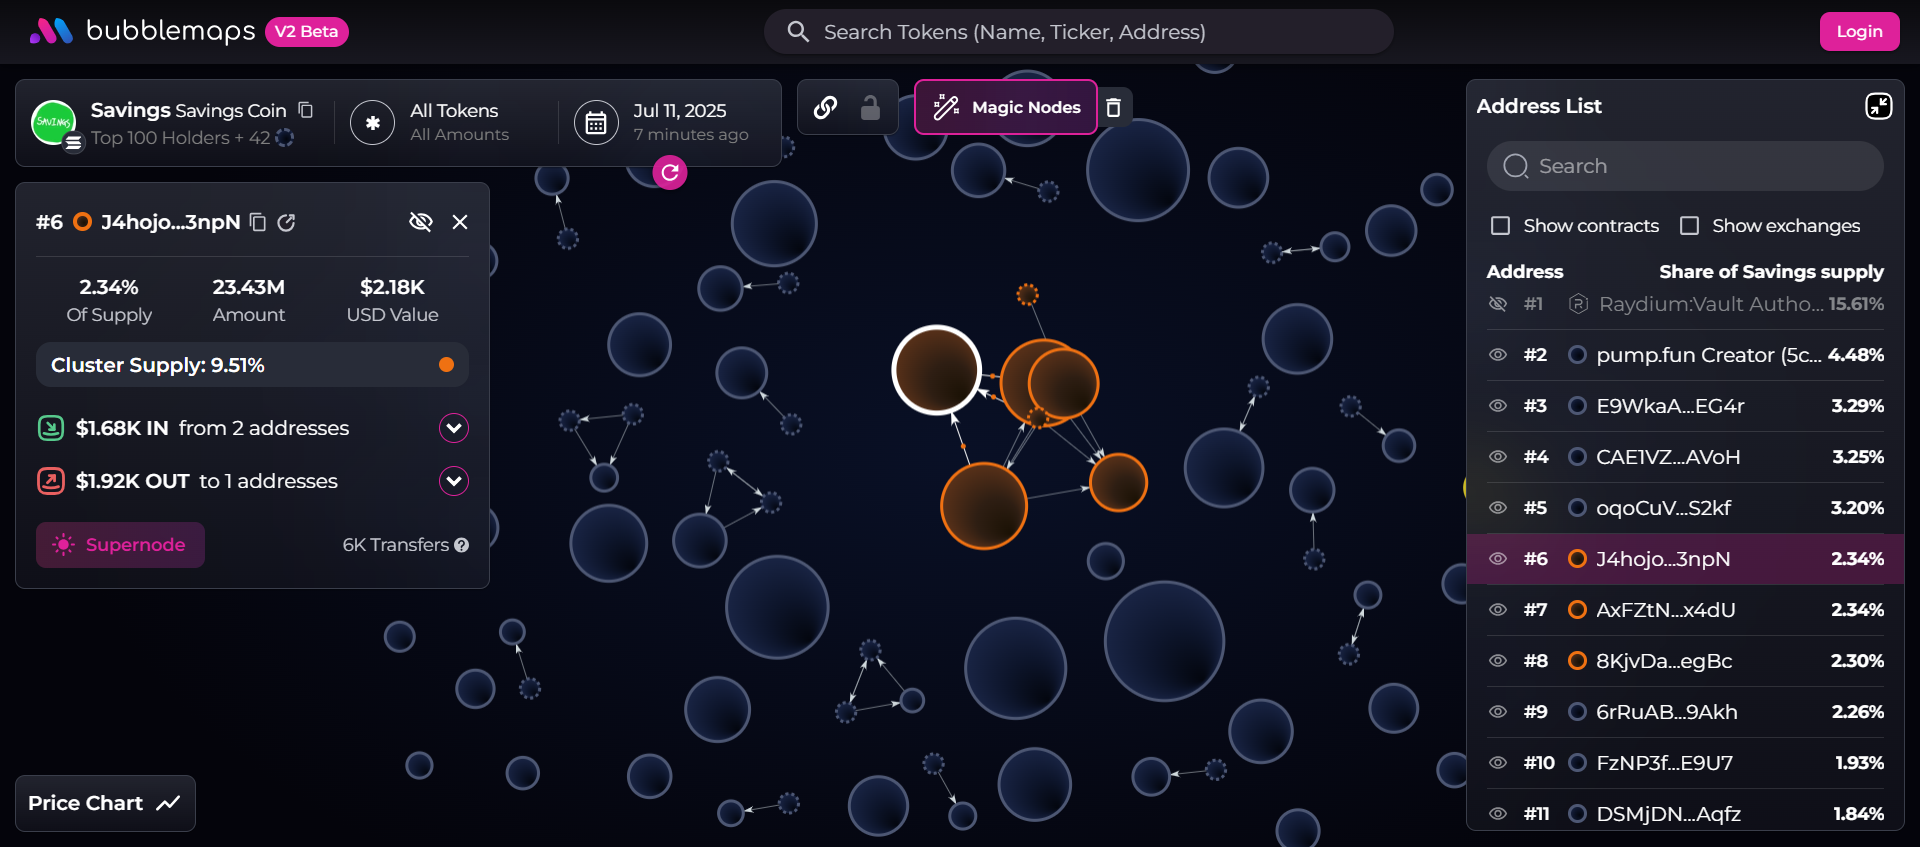 bubblemaps V2 Beta
Search Tokens (Name, Ticker, Address)
Login
SAVINGS
Savings Savings Coin
Top 100 Holders + 42
All Tokens
All Amounts
Jul 11, 2025
7 minutes ago
Magic Nodes
#6 J4hojo...3npN
2.34% 23.43M $2.18K
Of Supply Amount USD Value
Cluster Supply: 9.51%
$1.68K IN from 2 addresses
$1.92K OUT to 1 addresses
Supernode 6K Transfers ?
Price Chart
Address List
Search
Show contracts Show exchanges
Address Share of Savings supply
#1 Raydium:Vault Autho... 15.61%
#2 pump.fun Creator (5c... 4.48%
#3 E9WkaA...EG4r 3.29%
#4 CAE1VZ...AVoH 3.25%
#5 oqoCuV...S2kf 3.20%
#6 J4hojo...3npN 2.34%
#7 AxFZtN...x4dU 2.34%
#8 8KjvDa...egBc 2.30%
#9 6rRuAB...9Akh 2.26%
#10 FzNP3f...E9U7 1.93%
#11 DSMjDN...Aqfz 1.84%